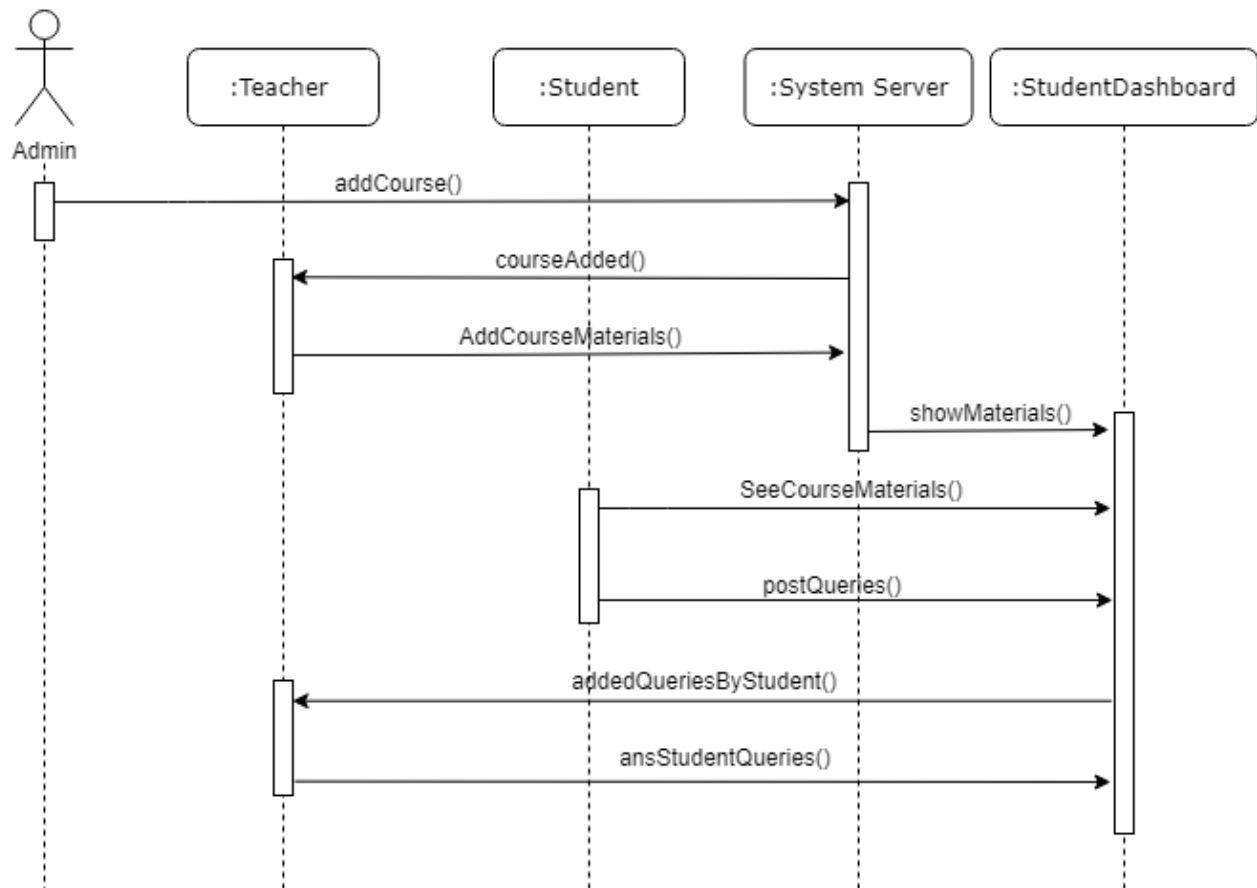 :Teacher
:Student
:System Server
:StudentDashboard
Admin
addCourse()
courseAdded()
AddCourseMaterials()
showMaterials()
SeeCourseMaterials()
postQueries()
addedQueriesByStudent()
ansStudentQueries()